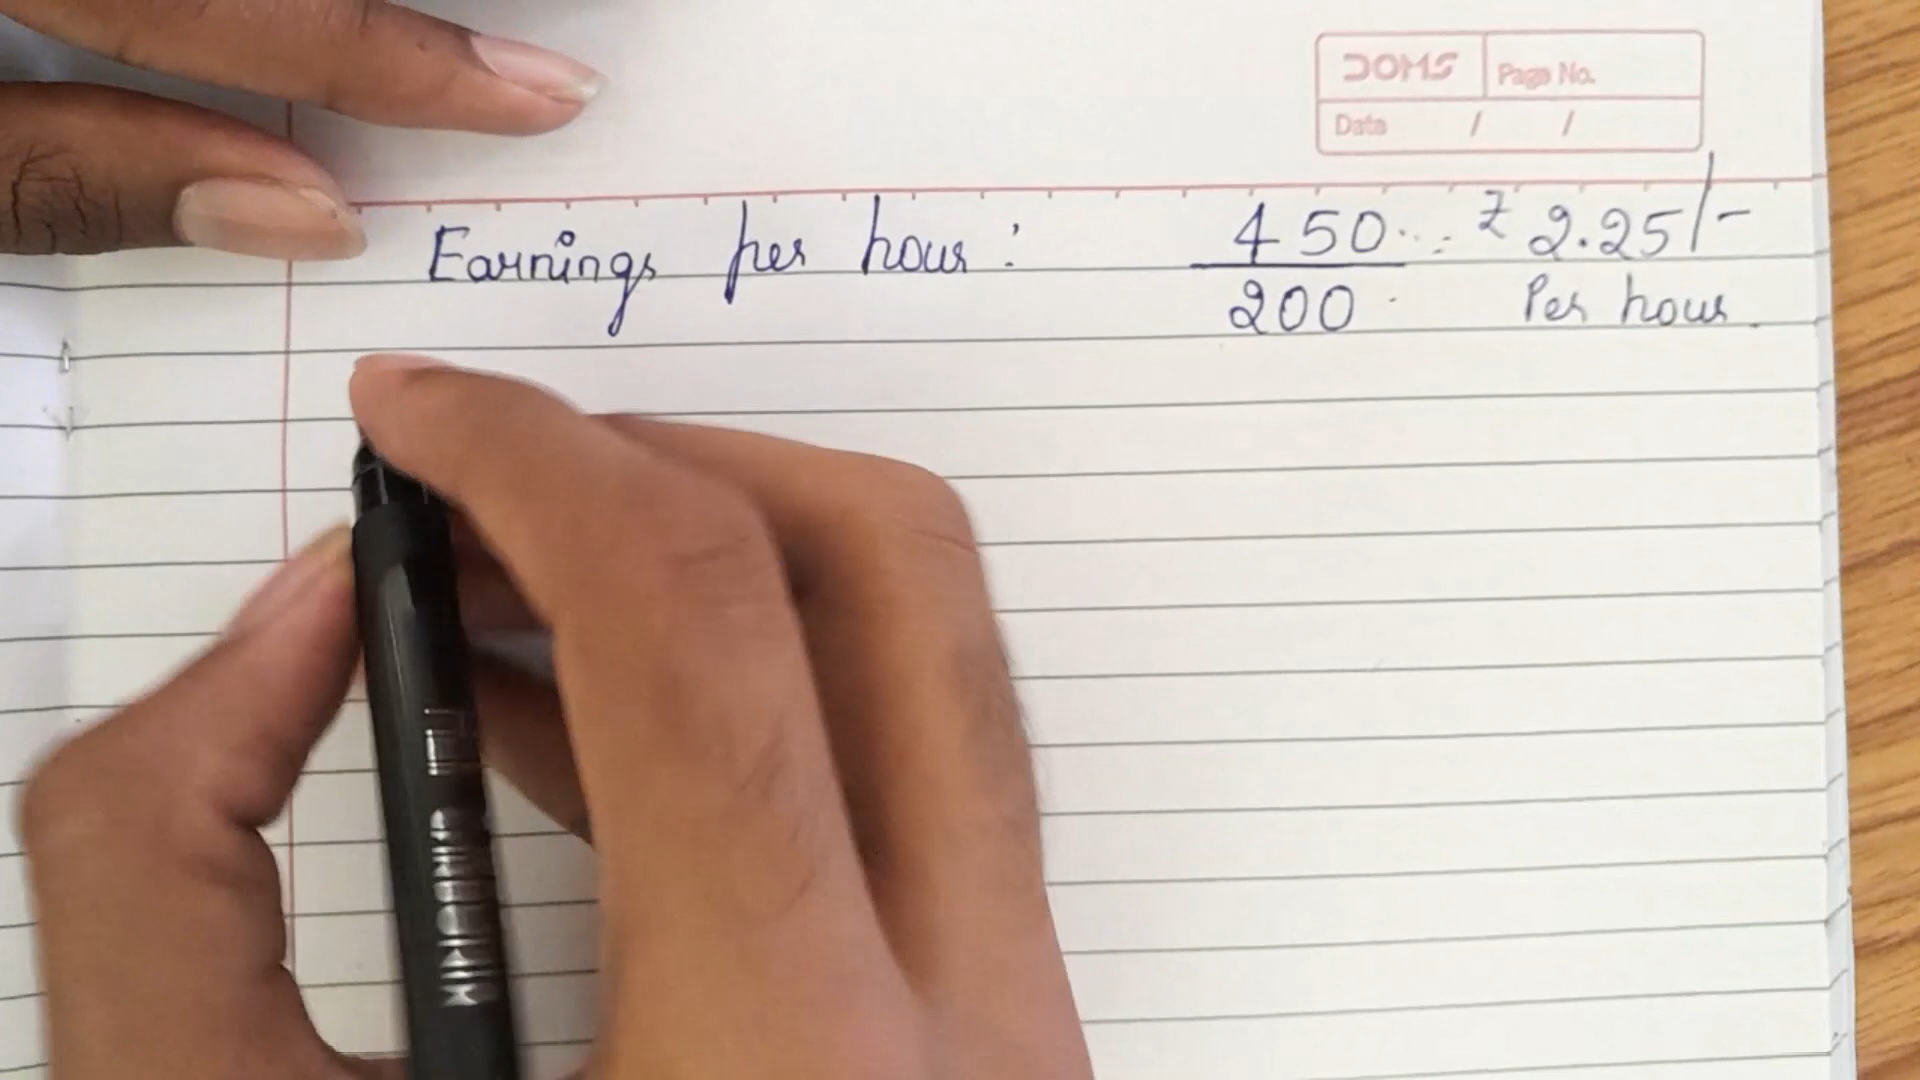 DOMS Page No.
Date / /
Earnings per hour : 450 = ₹ 2.25/-
200 Per hour